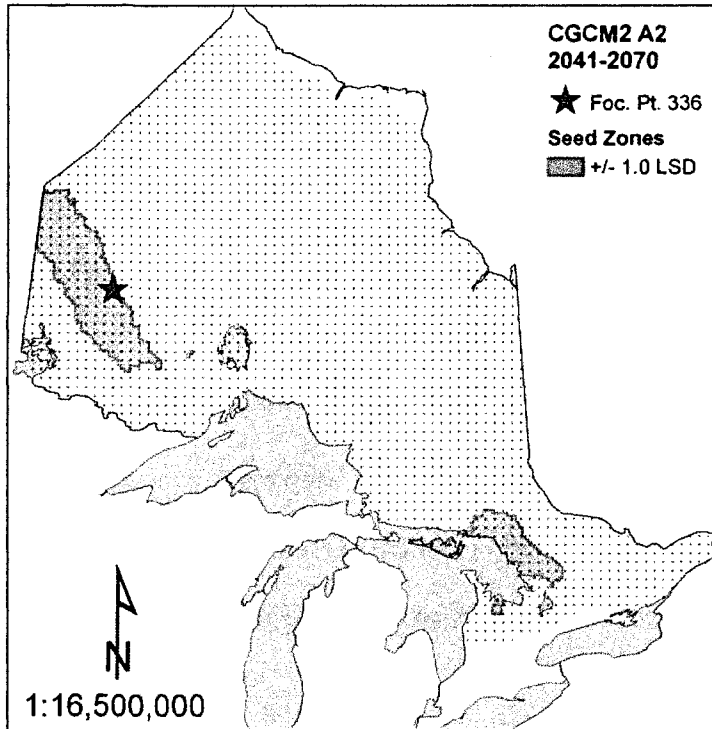 CGCM2 A2
2041-2070
Foc. Pt. 336
Seed Zones
+/- 1.0 LSD
N
1:16,500,000